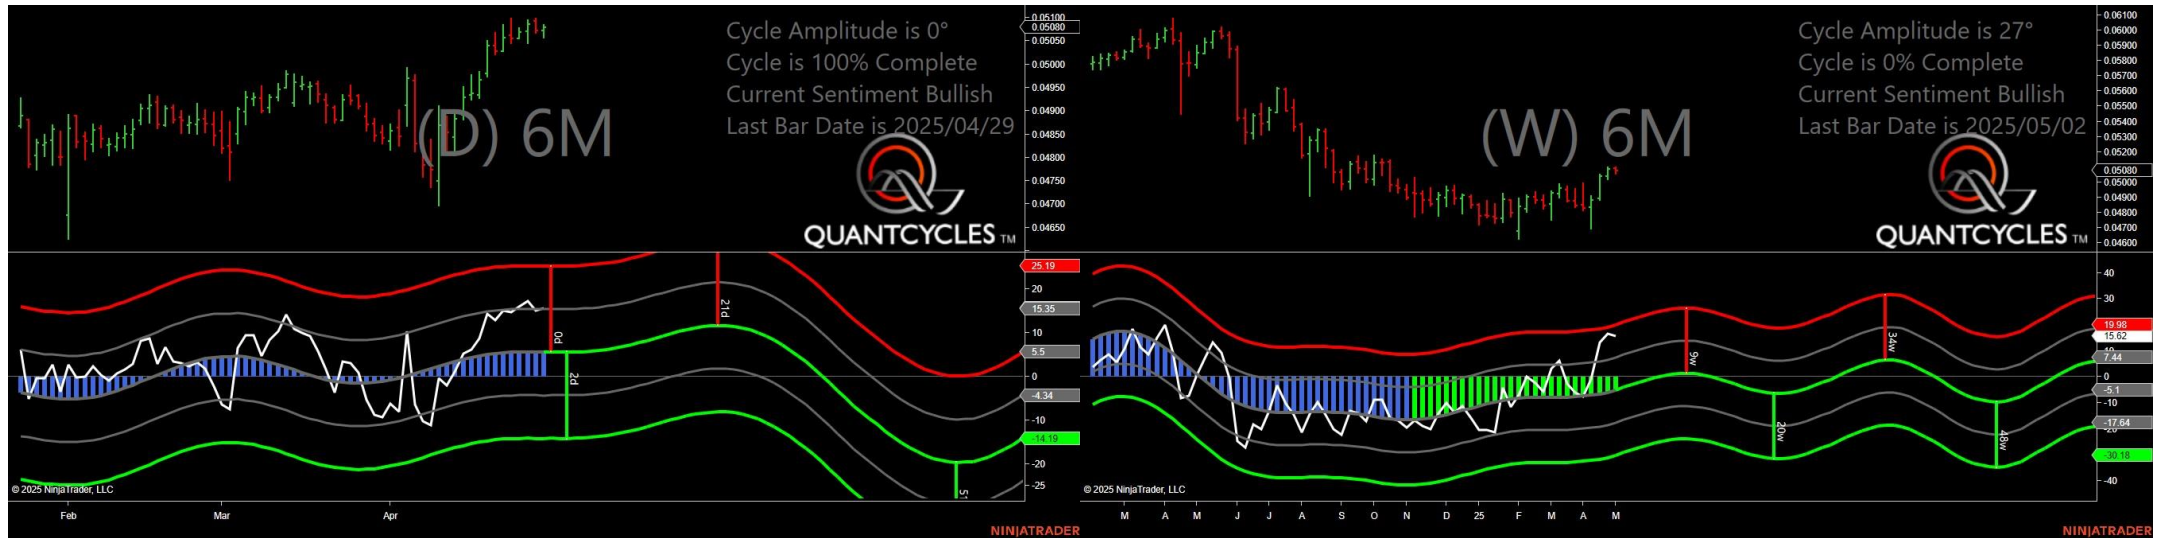 Cycle Amplitude is 0°
Cycle is 100% Complete
Current Sentiment Bullish
Last Bar Date is 2025/04/29
(D) 6M
QUANTCYCLES TM
0.05100
0.05080
0.05050
0.05000
0.04950
0.04900
0.04850
0.04800
0.04750
0.04700
0.04650
25.19
20
15.35
10
5.5
0
-4.34
-10
-14.19
-20
-25
0d
2d
21d
© 2025 NinjaTrader, LLC
Feb Mar Apr
NINJATRADER
Cycle Amplitude is 27°
Cycle is 0% Complete
Current Sentiment Bullish
Last Bar Date is 2025/05/02
(W) 6M
QUANTCYCLES TM
0.06100
0.06000
0.05900
0.05800
0.05700
0.05600
0.05500
0.05400
0.05300
0.05200
0.05080
0.05000
0.04900
0.04800
0.04700
0.04600
40
30
19.98
15.62
7.44
0
-5.1
-10
-17.64
-30.18
-40
9w
20w
34w
48w
© 2025 NinjaTrader, LLC
M A M J J A S O N D 25 F M A M
NINJATRADER